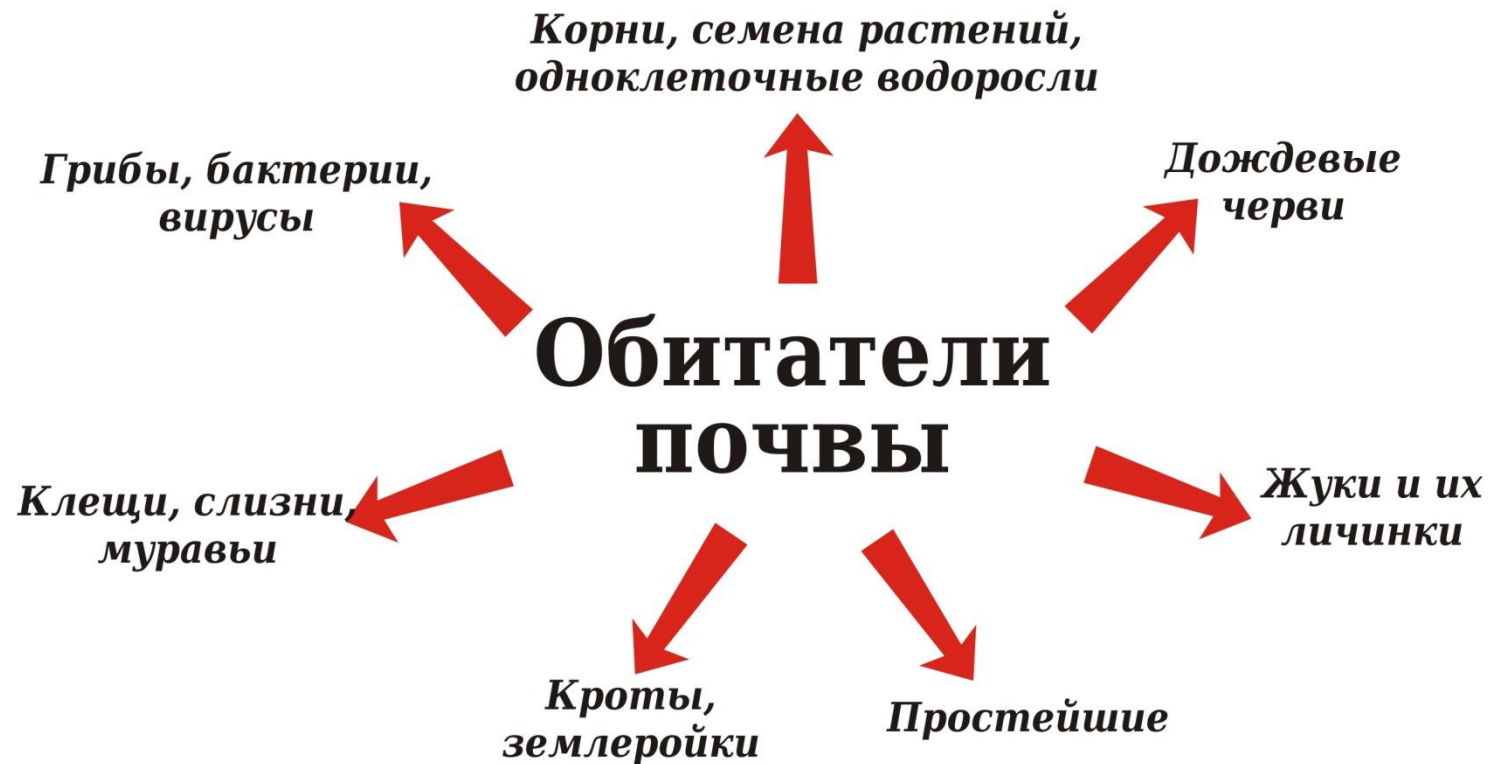 Корни, семена растений,
одноклеточные водоросли
Грибы, бактерии,
вирусы
Дождевые
черви
Обитатели
почвы
Клещи, слизни,
муравьи
Жуки и их
личинки
Кроты,
землеройки
Простейшие